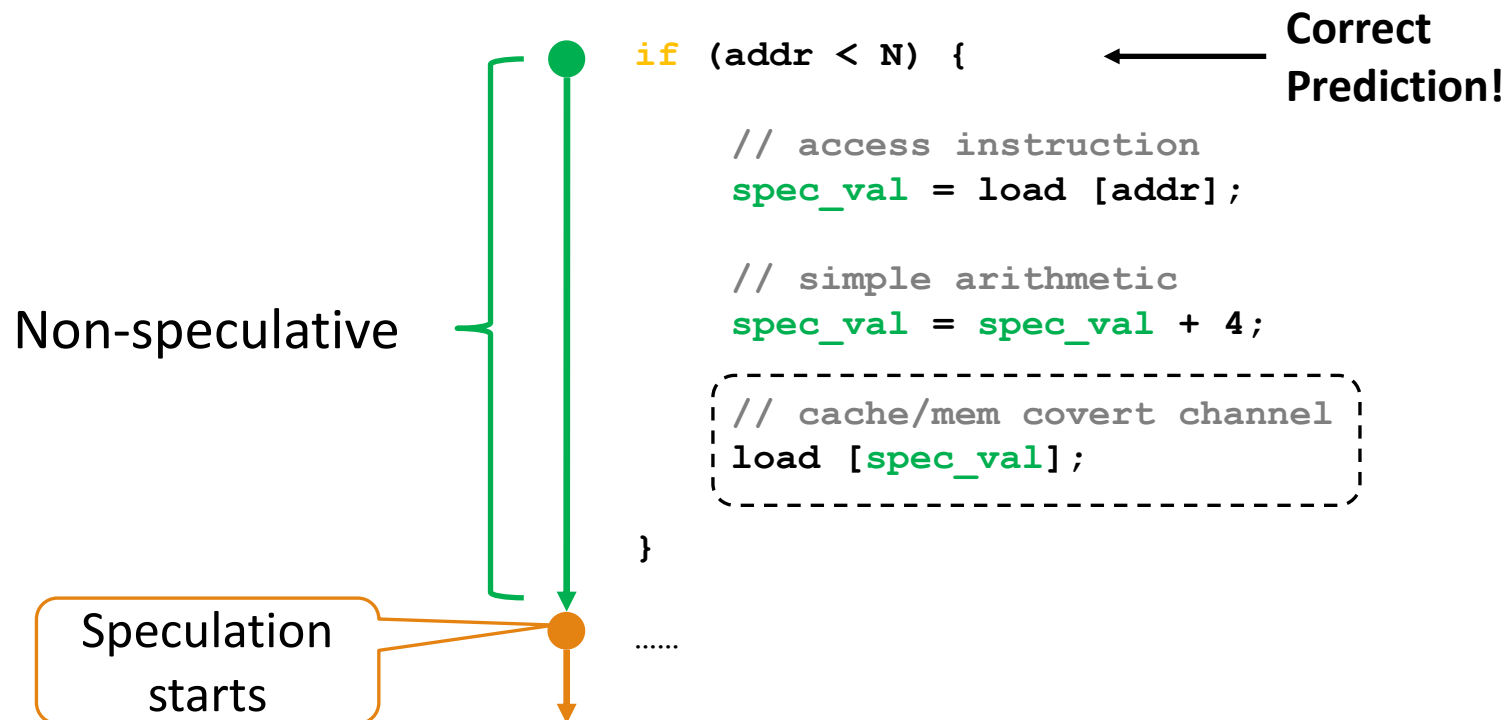 if (addr < N) {
Correct
Prediction!
// access instruction
spec_val = load [addr];
// simple arithmetic
spec_val = spec_val + 4;
Non-speculative
// cache/mem covert channel
load [spec_val];
}
Speculation
starts
......